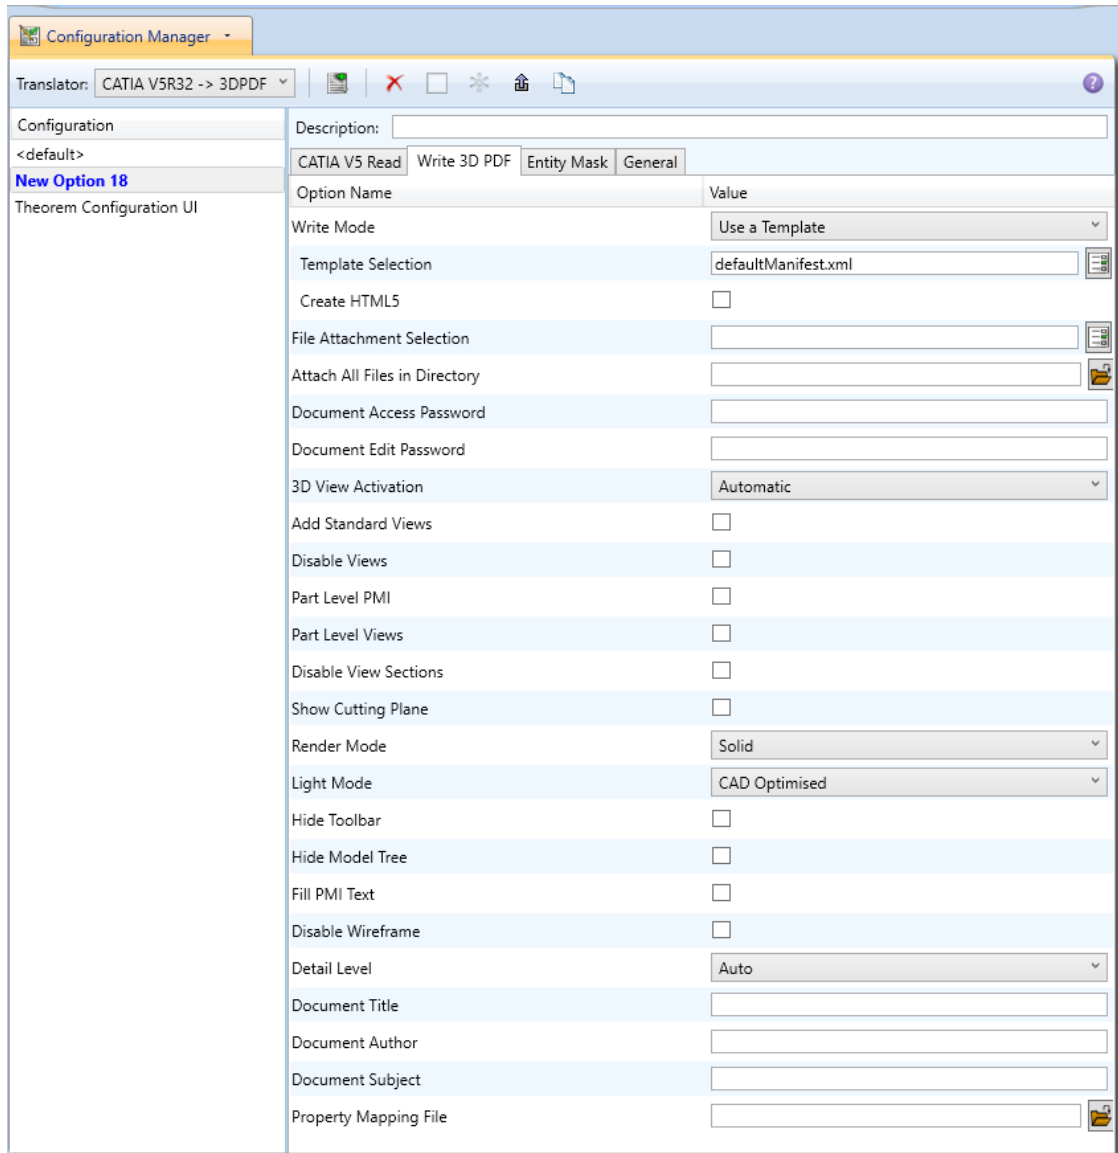 Configuration Manager
Translator: CATIA V5R32 -> 3DPDF
?
Configuration
<default>
New Option 18
Theorem Configuration UI
Description:
CATIA V5 Read Write 3D PDF Entity Mask General
Option Name Value
Write Mode Use a Template
Template Selection defaultManifest.xml
Create HTML5
File Attachment Selection
Attach All Files in Directory
Document Access Password
Document Edit Password
3D View Activation Automatic
Add Standard Views
Disable Views
Part Level PMI
Part Level Views
Disable View Sections
Show Cutting Plane
Render Mode Solid
Light Mode CAD Optimised
Hide Toolbar
Hide Model Tree
Fill PMI Text
Disable Wireframe
Detail Level Auto
Document Title
Document Author
Document Subject
Property Mapping File